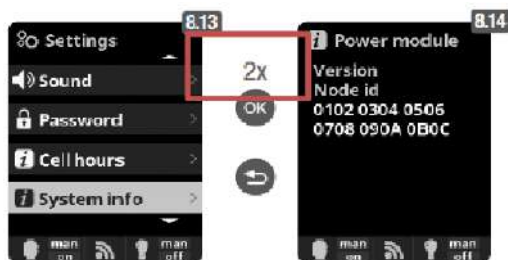 8.13
Settings
Sound
Password
Cell hours
System info
man
on
man
off
2x
OK
8.14
Power module
Version
Node id
0102 0304 0506
0708 090A 0B0C
man
on
man
off